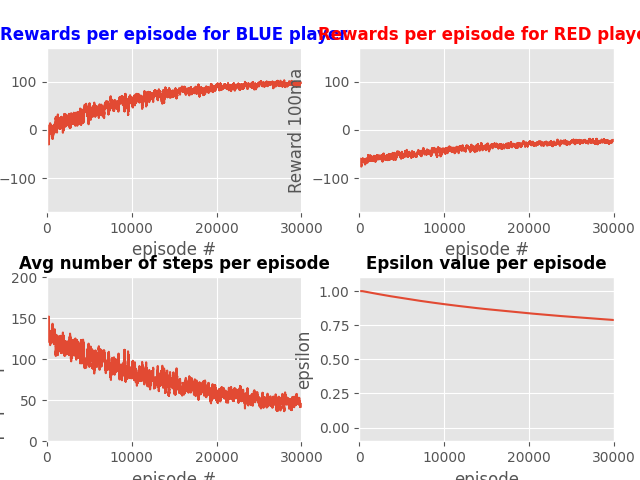 Rewards per episode for BLUE player
Rewards per episode for RED playe
Reward 100ma
100
0
−100
100
0
−100
0 10000 20000 30000
0 10000 20000 30000
episode #
episode #
Avg number of steps per episode
Epsilon value per episode
epsilon
200
150
100
50
0
1.00
0.75
0.50
0.25
0.00
0 10000 20000 30000
0 10000 20000 30000
episode #
episode